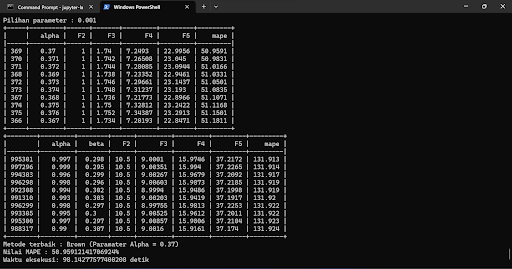 Command Prompt - jupyter-la
Windows PowerShell
Pilihan parameter : 0.001
| | alpha | F2 | F3 | F4 | F5 | mape |
| 369 | 0.37 | 1 | 1.74 | 7.2493 | 22.9956 | 50.9591 |
| 370 | 0.371 | 1 | 1.742 | 7.26508 | 23.045 | 50.9831 |
| 371 | 0.372 | 1 | 1.744 | 7.28085 | 23.0944 | 51.0166 |
| 368 | 0.369 | 1 | 1.738 | 7.23352 | 22.9461 | 51.0331 |
| 372 | 0.373 | 1 | 1.746 | 7.29661 | 23.1437 | 51.0501 |
| 373 | 0.374 | 1 | 1.748 | 7.31237 | 23.193 | 51.0835 |
| 367 | 0.368 | 1 | 1.736 | 7.21773 | 22.8966 | 51.1071 |
| 374 | 0.375 | 1 | 1.75 | 7.32812 | 23.2422 | 51.1168 |
| 375 | 0.376 | 1 | 1.752 | 7.34387 | 23.2913 | 51.1501 |
| 366 | 0.367 | 1 | 1.734 | 7.20193 | 22.8471 | 51.1811 |
| | alpha | beta | F2 | F3 | F4 | F5 | mape |
| 995301 | 0.997 | 0.298 | 10.5 | 9.0001 | 15.9746 | 37.2172 | 131.913 |
| 997296 | 0.999 | 0.295 | 10.5 | 9.00351 | 15.994 | 37.2265 | 131.914 |
| 994303 | 0.996 | 0.299 | 10.5 | 9.00267 | 15.9679 | 37.2092 | 131.917 |
| 996298 | 0.998 | 0.296 | 10.5 | 9.00603 | 15.9873 | 37.2185 | 131.919 |
| 992308 | 0.994 | 0.302 | 10.5 | 8.9994 | 15.9486 | 37.1998 | 131.919 |
| 991310 | 0.993 | 0.303 | 10.5 | 9.00203 | 15.9419 | 37.1917 | 131.92 |
| 996299 | 0.998 | 0.297 | 10.5 | 8.99755 | 15.9813 | 37.2253 | 131.922 |
| 993305 | 0.995 | 0.3 | 10.5 | 9.00525 | 15.9612 | 37.2011 | 131.922 |
| 995300 | 0.997 | 0.297 | 10.5 | 9.00857 | 15.9806 | 37.2104 | 131.923 |
| 988317 | 0.99 | 0.307 | 10.5 | 9.0016 | 15.9161 | 37.174 | 131.924 |
Metode terbaik : Brown (Parameter Alpha = 0.37)
Nilai MAPE : 50.95912141706924%
Waktu eksekusi: 98.14277577400208 detik